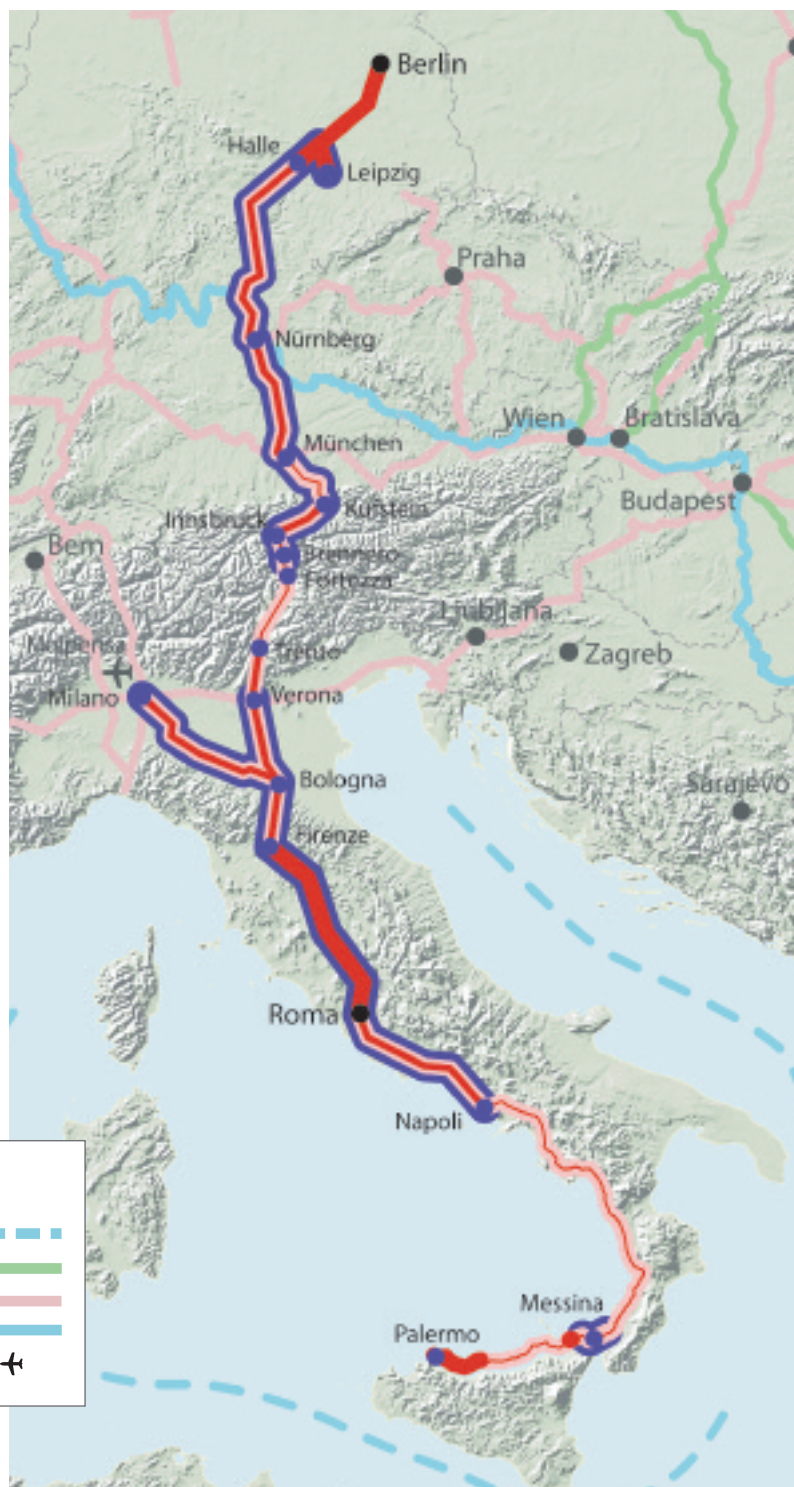 Berlin
Halle
Leipzig
Praha
Nürnberg
Wien
Bratislava
München
Budapest
Kufstein
Innsbruck
Brennero
Bern
Fortezza
Ljubljana
Malpensa
Trento
Zagreb
Milano
Verona
Bologna
Sarajevo
Firenze
Roma
Napoli
Messina
Palermo